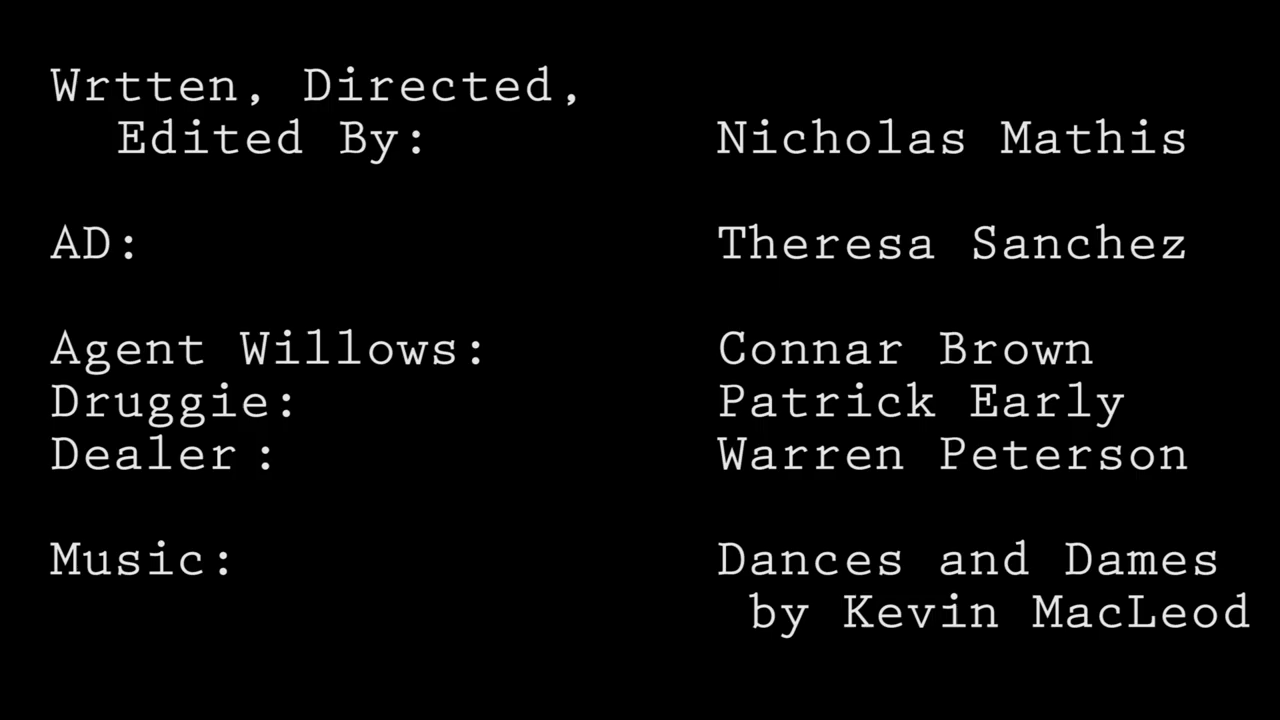 Wrtten, Directed,
Edited By: Nicholas Mathis
AD: Theresa Sanchez
Agent Willows: Connar Brown
Druggie: Patrick Early
Dealer : Warren Peterson
Music: Dances and Dames
by Kevin MacLeod